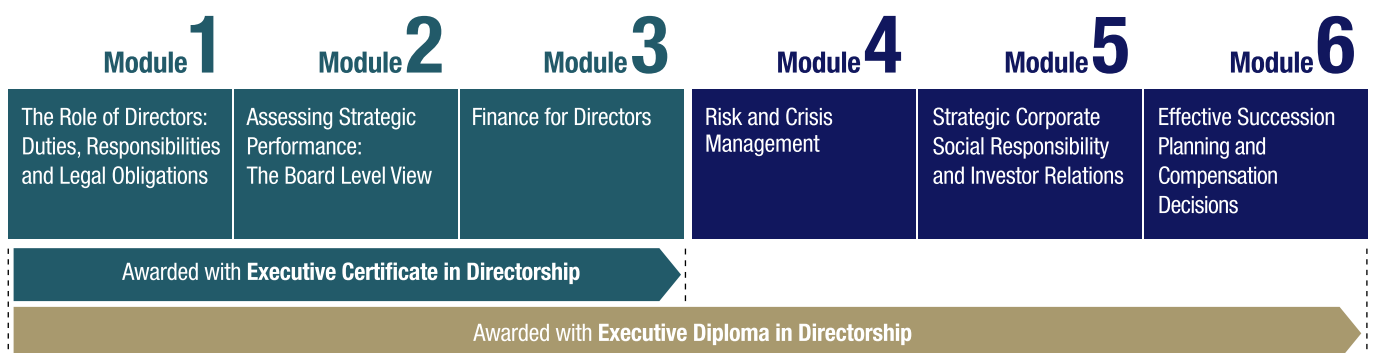 Module 1
Module 2
Module 3
Module 4
Module 5
Module 6
The Role of Directors:
Duties, Responsibilities
and Legal Obligations
Assessing Strategic
Performance:
The Board Level View
Finance for Directors
Risk and Crisis
Management
Strategic Corporate
Social Responsibility
and Investor Relations
Effective Succession
Planning and
Compensation
Decisions
Awarded with Executive Certificate in Directorship
Awarded with Executive Diploma in Directorship